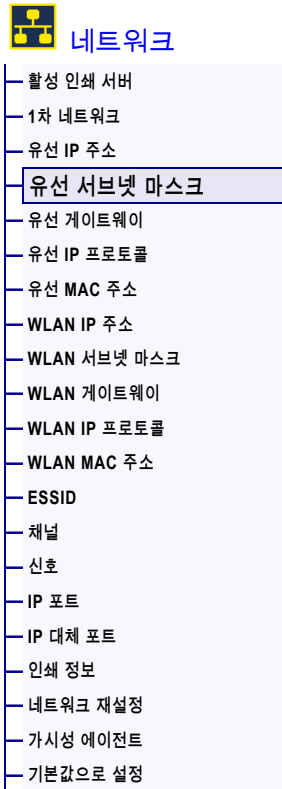 네트워크
활성 인쇄 서버
1차 네트워크
유선 IP 주소
유선 서브넷 마스크
유선 게이트웨이
유선 IP 프로토콜
유선 MAC 주소
WLAN IP 주소
WLAN 서브넷 마스크
WLAN 게이트웨이
WLAN IP 프로토콜
WLAN MAC 주소
ESSID
채널
신호
IP 포트
IP 대체 포트
인쇄 정보
네트워크 재설정
가시성 에이전트
기본값으로 설정